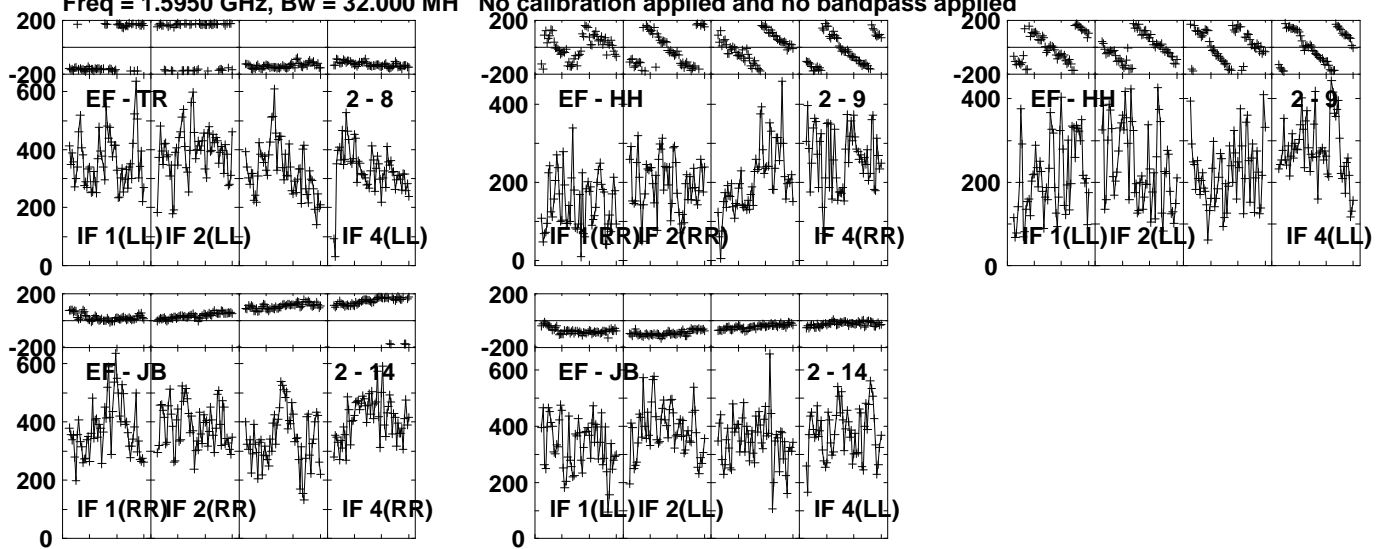 Freq = 1.5950 GHz, Bw = 32.000 MH No calibration applied and no bandpass applied
200
-200
600
400
200
0
EF - TR 2 - 8
IF 1(LL) IF 2(LL) IF 4(LL)
200
-200
400
200
0
EF - HH 2 - 9
IF 1(RR) IF 2(RR) IF 4(RR)
200
-200
400
200
0
EF - HH 2 - 9
IF 1(LL) IF 2(LL) IF 4(LL)
200
-200
600
400
200
0
EF - JB 2 - 14
IF 1(RR) IF 2(RR) IF 4(RR)
200
-200
600
400
200
0
EF - JB 2 - 14
IF 1(LL) IF 2(LL) IF 4(LL)